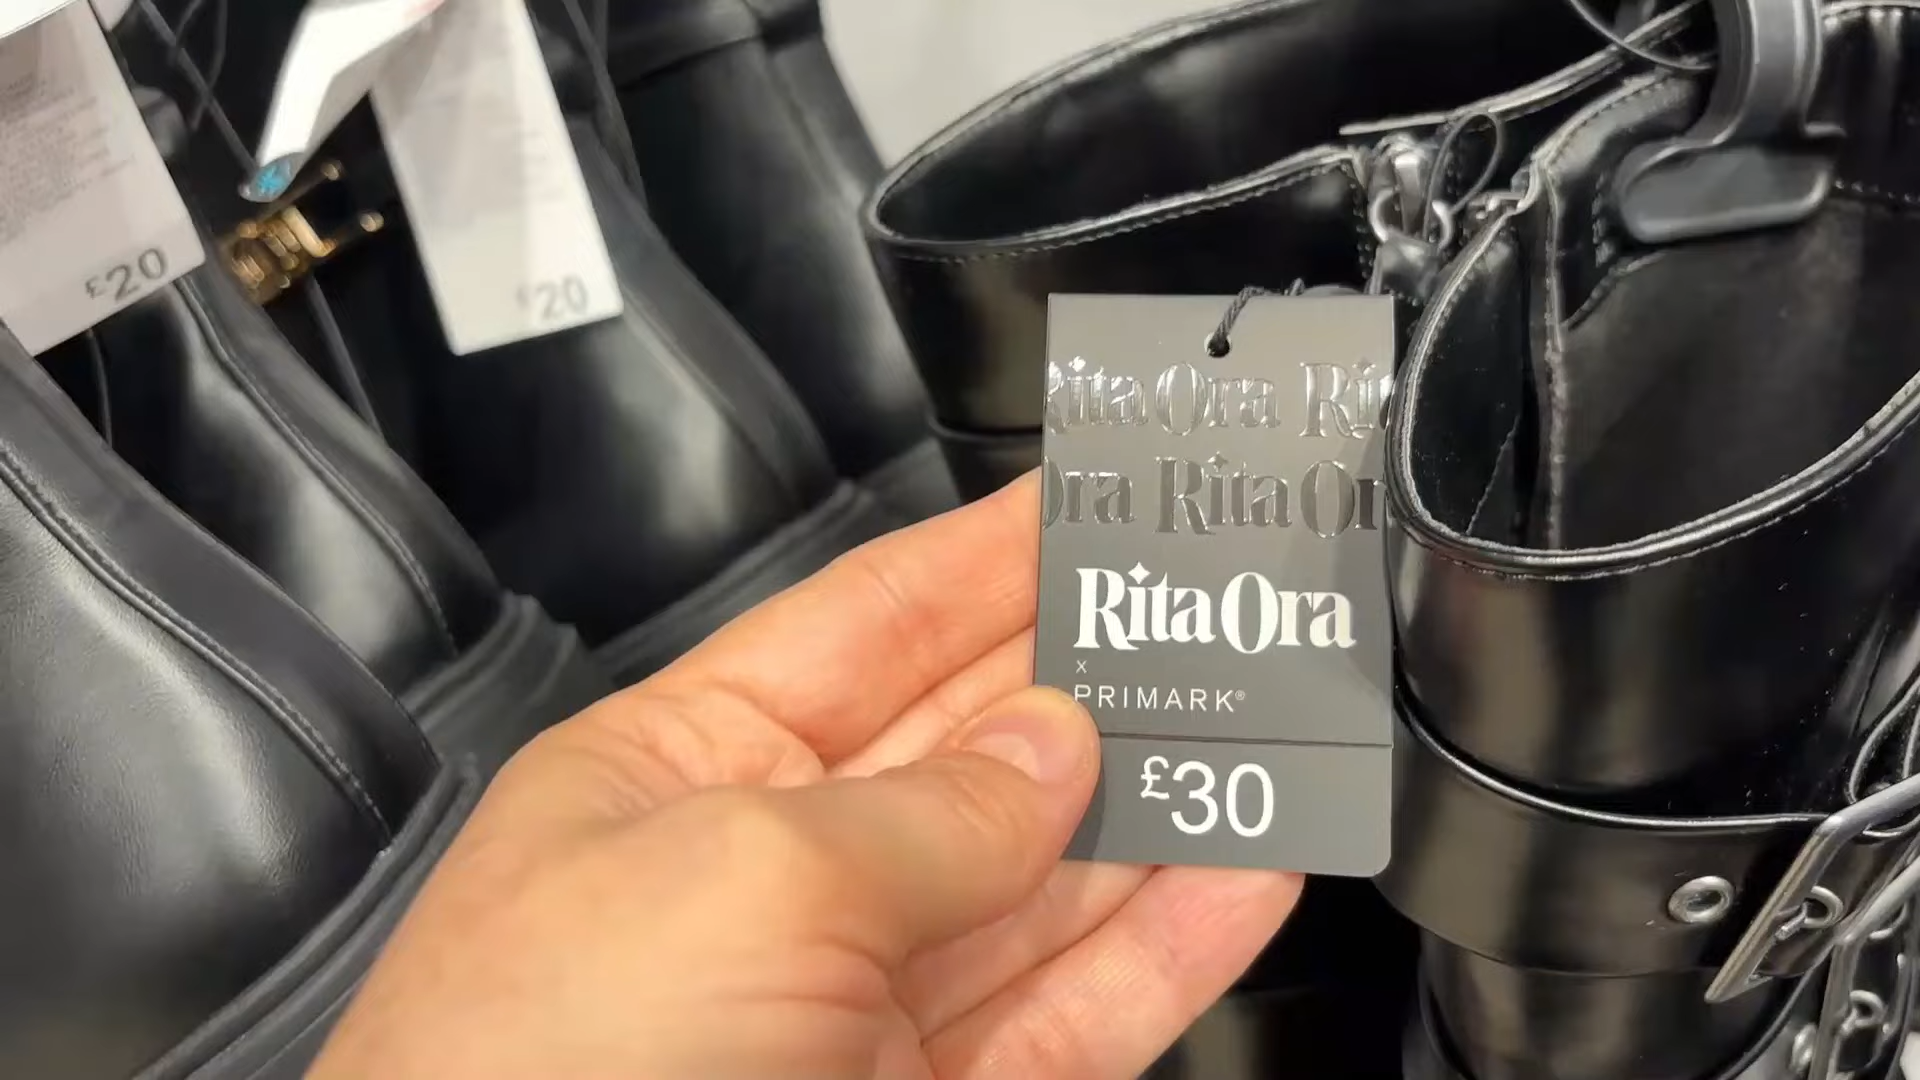 £20
£20
Rita Ora Rit
Ora Rita Or
Rita Ora
x
PRIMARK®
£30